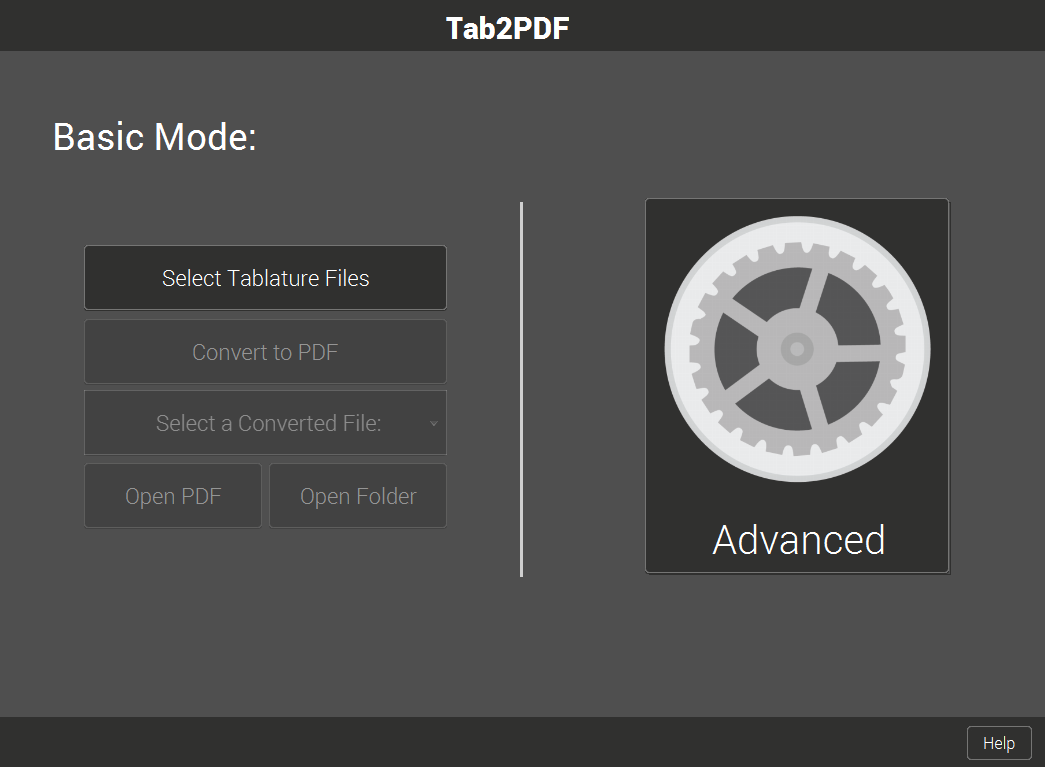 Tab2PDF
Basic Mode:
Select Tablature Files
Convert to PDF
Select a Converted File:
Open PDF
Open Folder
Advanced
Help